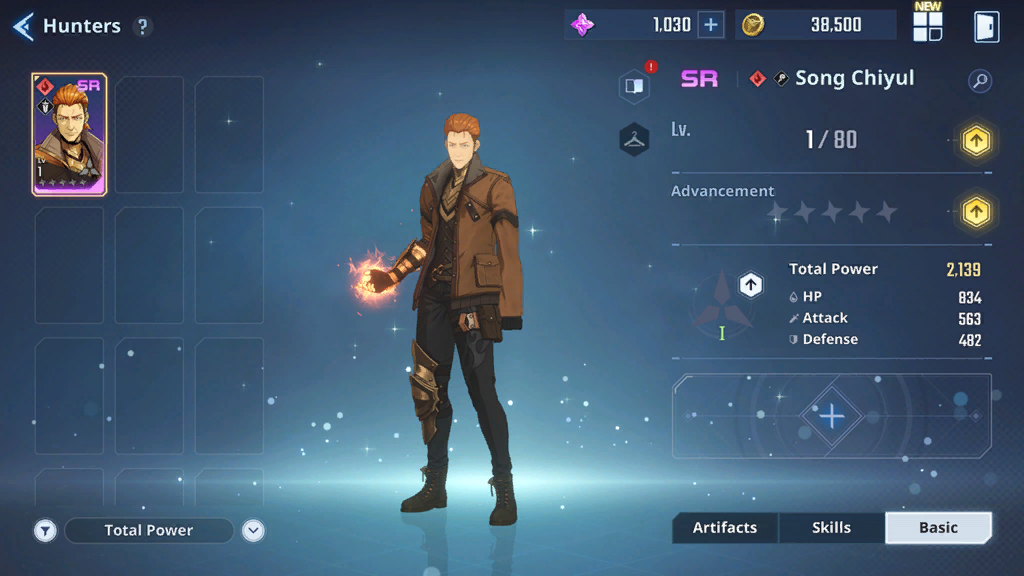 Hunters ?
1,030 +
38,500
NEW
SR
Lv
1
!
SR Song Chiyul
Lv. 1 / 80
Advancement
Total Power 2,139
HP 834
Attack 563
Defense 482
I
Total Power
Artifacts Skills Basic